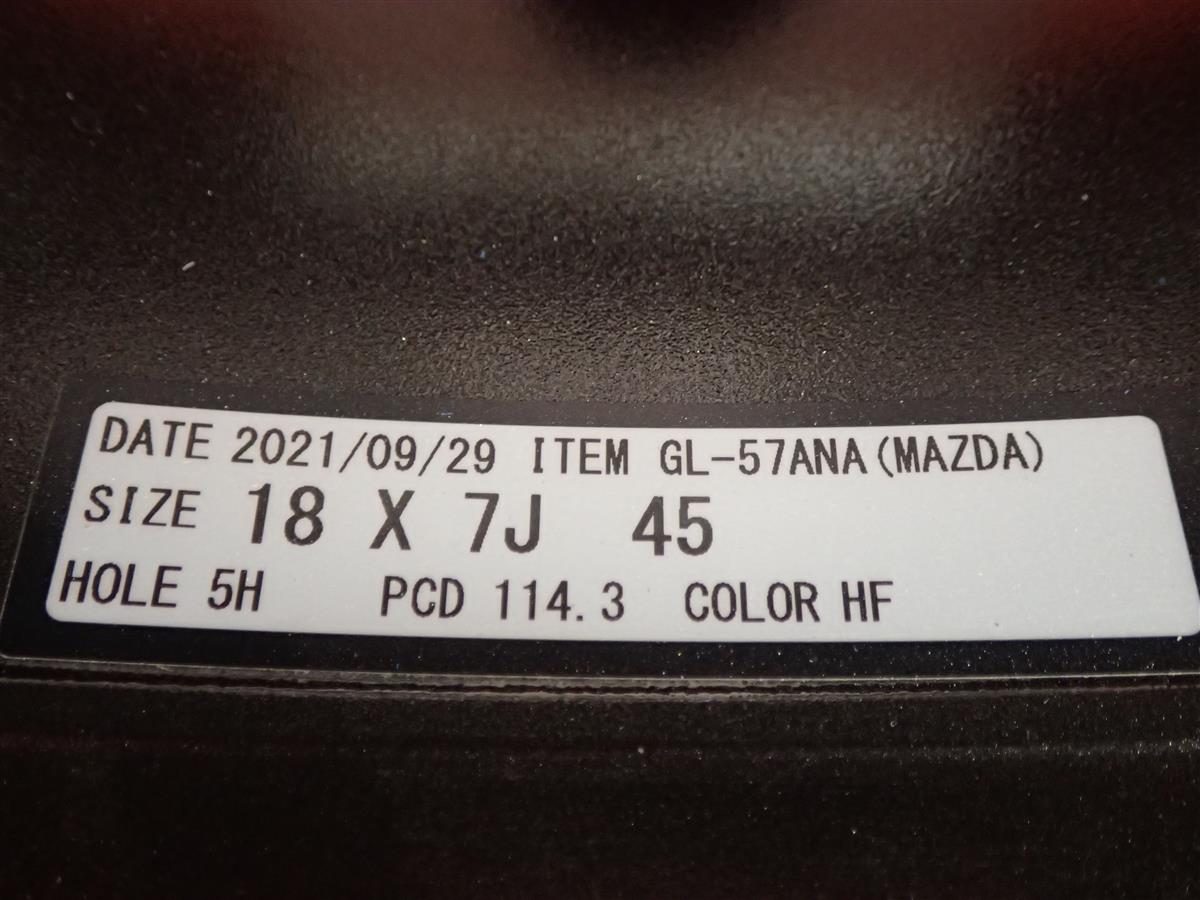 DATE 2021/09/29 ITEM GL-57ANA(MAZDA)
SIZE 18 X 7J 45
HOLE 5H PCD 114.3 COLOR HF